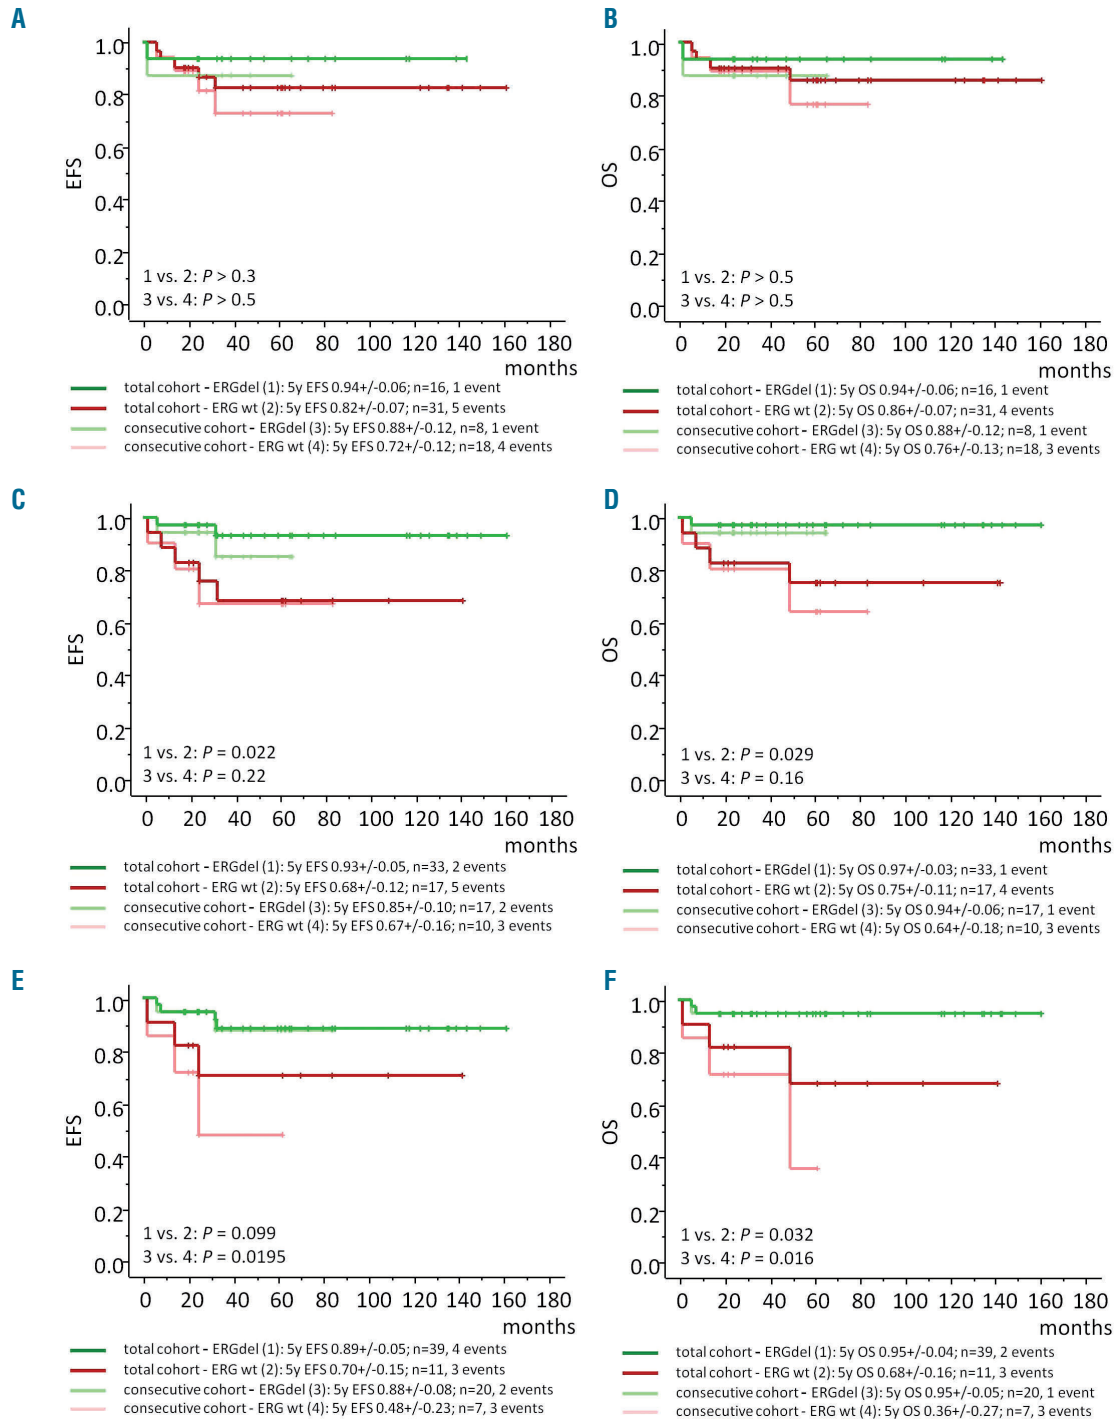 A
1.0
0.8
0.6
0.4
0.2
0.0
EFS
1 vs. 2: P > 0.3
3 vs. 4: P > 0.5
0 20 40 60 80 100 120 140 160 180
months
total cohort - ERGdel (1): 5y EFS 0.94+/-0.06; n=16, 1 event
total cohort - ERG wt (2): 5y EFS 0.82+/-0.07; n=31, 5 events
consecutive cohort - ERGdel (3): 5y EFS 0.88+/-0.12, n=8, 1 event
consecutive cohort - ERG wt (4): 5y EFS 0.72+/-0.12; n=18, 4 events
B
1.0
0.8
0.6
0.4
0.2
0.0
OS
1 vs. 2: P > 0.5
3 vs. 4: P > 0.5
0 20 40 60 80 100 120 140 160 180
months
total cohort - ERGdel (1): 5y OS 0.94+/-0.06; n=16, 1 event
total cohort - ERG wt (2): 5y OS 0.86+/-0.07; n=31, 4 events
consecutive cohort - ERGdel (3): 5y OS 0.88+/-0.12; n=8, 1 event
consecutive cohort - ERG wt (4): 5y OS 0.76+/-0.13; n=18, 3 events
C
1.0
0.8
0.6
0.4
0.2
0.0
EFS
1 vs. 2: P = 0.022
3 vs. 4: P = 0.22
0 20 40 60 80 100 120 140 160 180
months
total cohort - ERGdel (1): 5y EFS 0.93+/-0.05, n=33, 2 events
total cohort - ERG wt (2): 5y EFS 0.68+/-0.12; n=17, 5 events
consecutive cohort - ERGdel (3): 5y EFS 0.85+/-0.10; n=17, 2 events
consecutive cohort - ERG wt (4): 5y EFS 0.67+/-0.16; n=10, 3 events
D
1.0
0.8
0.6
0.4
0.2
0.0
OS
1 vs. 2: P = 0.029
3 vs. 4: P = 0.16
0 20 40 60 80 100 120 140 160 180
months
total cohort - ERGdel (1): 5y OS 0.97+/-0.03; n=33, 1 event
total cohort - ERG wt (2): 5y OS 0.75+/-0.11; n=17, 4 events
consecutive cohort - ERGdel (3): 5y OS 0.94+/-0.06; n=17, 1 event
consecutive cohort - ERG wt (4): 5y OS 0.64+/-0.18; n=10, 3 events
E
1.0
0.8
0.6
0.4
0.2
0.0
EFS
1 vs. 2: P = 0.099
3 vs. 4: P = 0.0195
0 20 40 60 80 100 120 140 160 180
months
total cohort - ERGdel (1): 5y EFS 0.89+/-0.05; n=39, 4 events
total cohort - ERG wt (2): 5y EFS 0.70+/-0.15; n=11, 3 events
consecutive cohort - ERGdel (3): 5y EFS 0.88+/-0.08; n=20, 2 events
consecutive cohort - ERG wt (4): 5y EFS 0.48+/-0.23; n=7, 3 events
F
1.0
0.8
0.6
0.4
0.2
0.0
OS
1 vs. 2: P = 0.032
3 vs. 4: P = 0.016
0 20 40 60 80 100 120 140 160 180
months
total cohort - ERGdel (1): 5y OS 0.95+/-0.04; n=39, 2 events
total cohort - ERG wt (2): 5y OS 0.68+/-0.16; n=11, 3 events
consecutive cohort - ERGdel (3): 5y OS 0.95+/-0.05; n=20, 1 event
consecutive cohort - ERG wt (4): 5y OS 0.36+/-0.27; n=7, 3 events